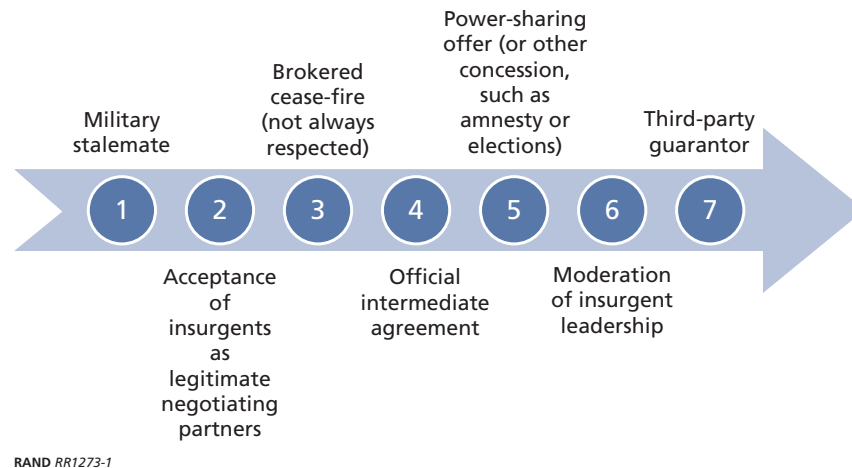 Military
stalemate
1
Acceptance
of
insurgents
as
legitimate
negotiating
partners
2
Brokered
cease-fire
(not always
respected)
3
Official
intermediate
agreement
4
Power-sharing
offer (or other
concession,
such as
amnesty or
elections)
5
Moderation
of insurgent
leadership
6
Third-party
guarantor
7
RAND RR1273-1